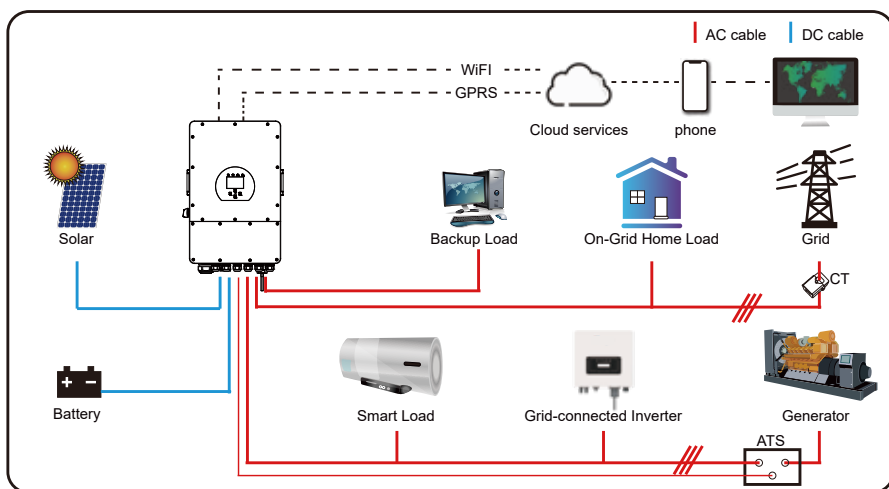 AC cable
DC cable
WiFI
GPRS
Cloud services
phone
Solar
Backup Load
On-Grid Home Load
Grid
CT
Battery
Smart Load
Grid-connected Inverter
Generator
ATS